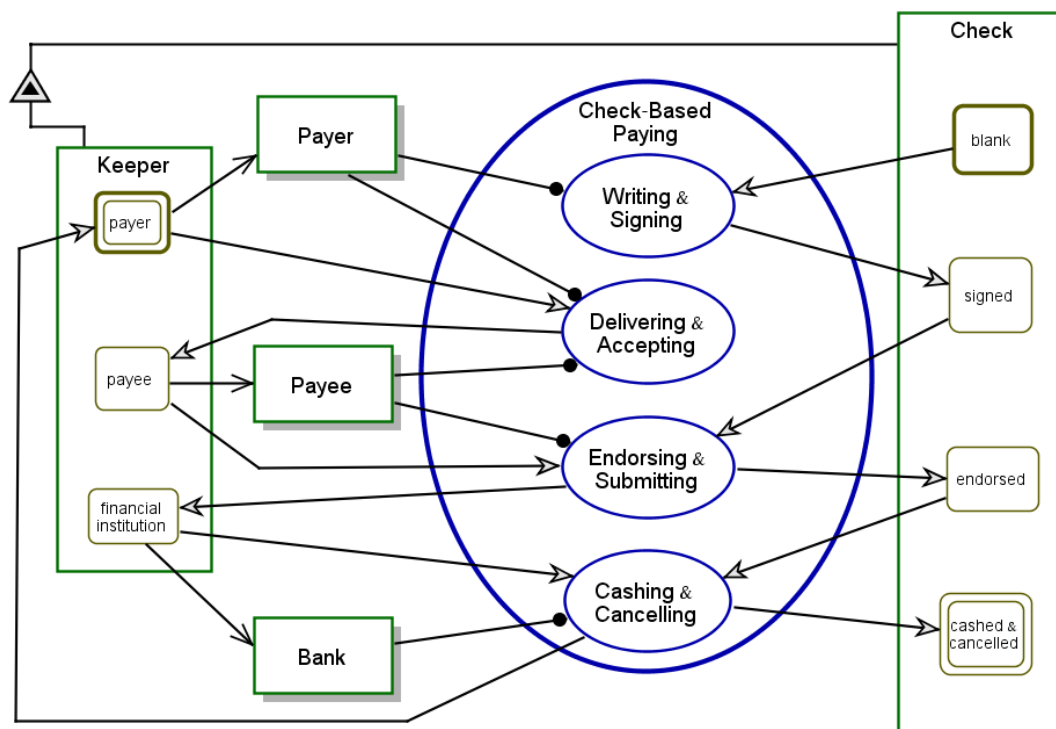 Check
Check-Based
Paying
Payer
blank
Keeper
Writing &
Signing
payer
signed
Delivering &
Accepting
payee
Payee
Endorsing &
Submitting
endorsed
financial
institution
Cashing &
Cancelling
cashed &
cancelled
Bank